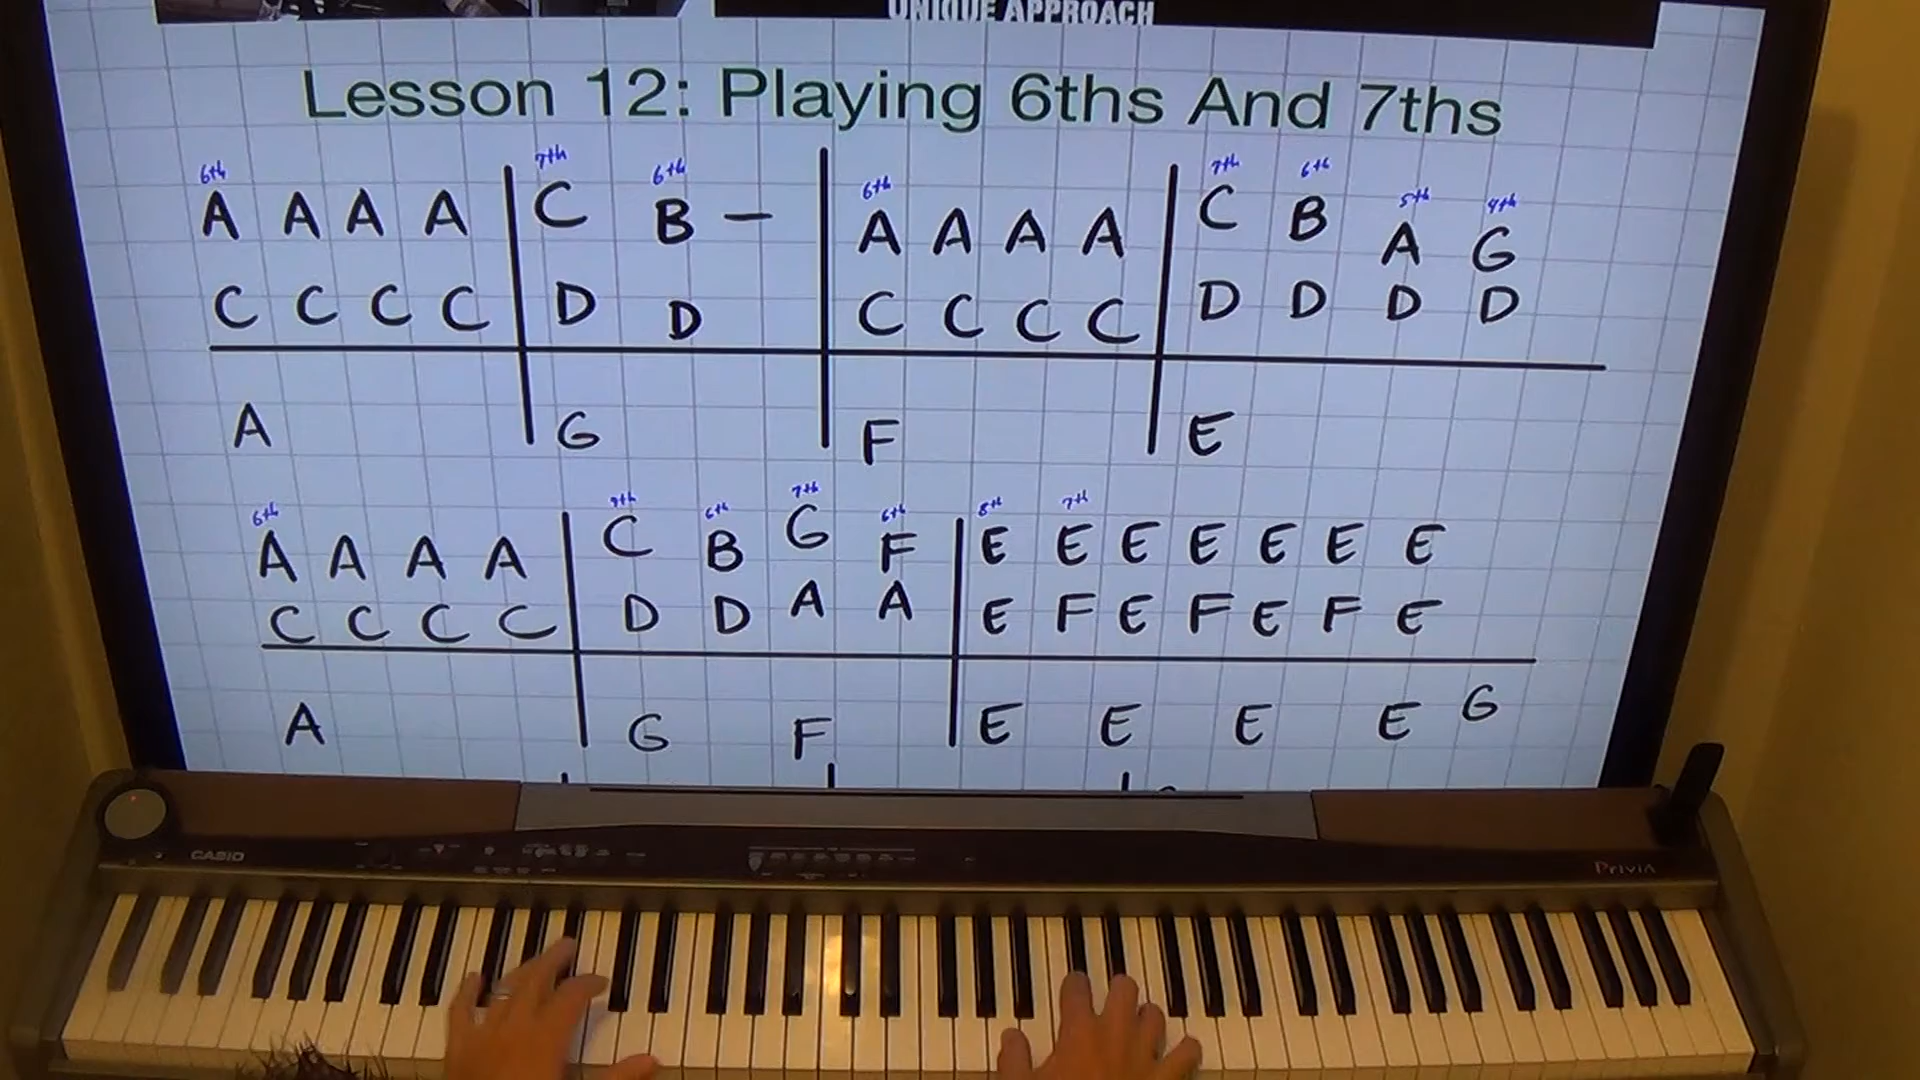 UNIQUE APPROACH
Lesson 12: Playing 6ths And 7ths
6th 7th 6th 6th 7th 6th 5th 4th
A A A A C B – A A A A C B A G
C C C C D D C C C C D D D D
A G F E
6th 6th 7th 6th 8th 7th
A A A A C B G F E E E E E E E
C C C C D D A A E F E F E F E
A G F E E E E G
CASIO
Privia